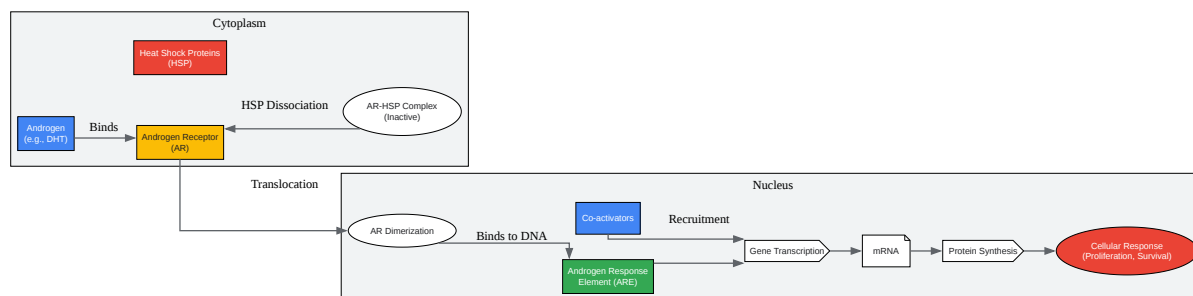 Cytoplasm
Heat Shock Proteins
(HSP)
HSP Dissociation
AR-HSP Complex
(Inactive)
Androgen
(e.g., DHT)
Binds
Androgen Receptor
(AR)
Translocation
Nucleus
AR Dimerization
Binds to DNA
Co-activators
Recruitment
Androgen Response
Element (ARE)
Gene Transcription
mRNA
Protein Synthesis
Cellular Response
(Proliferation, Survival)